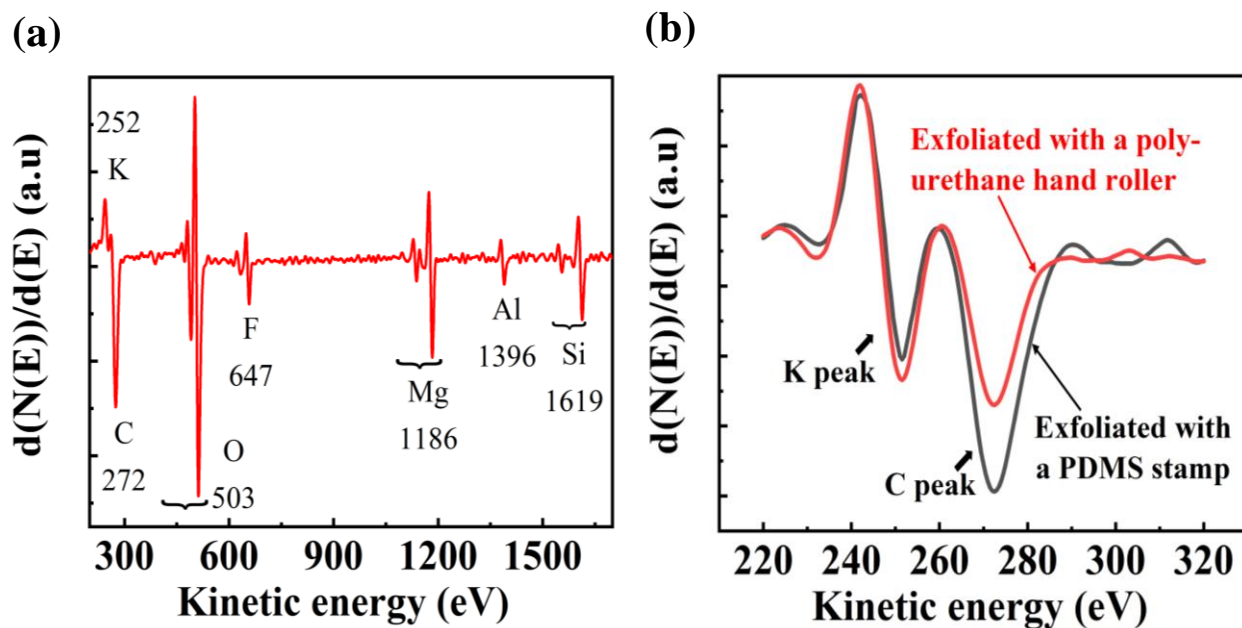 (a)
d(N(E))/d(E) (a.u)
252
K
C
272
O
503
F
647
Mg
1186
Al
1396
Si
1619
300 600 900 1200 1500
Kinetic energy (eV)
(b)
d(N(E))/d(E) (a.u)
Exfoliated with a poly-
urethane hand roller
K peak
C peak
Exfoliated with
a PDMS stamp
220 240 260 280 300 320
Kinetic energy (eV)